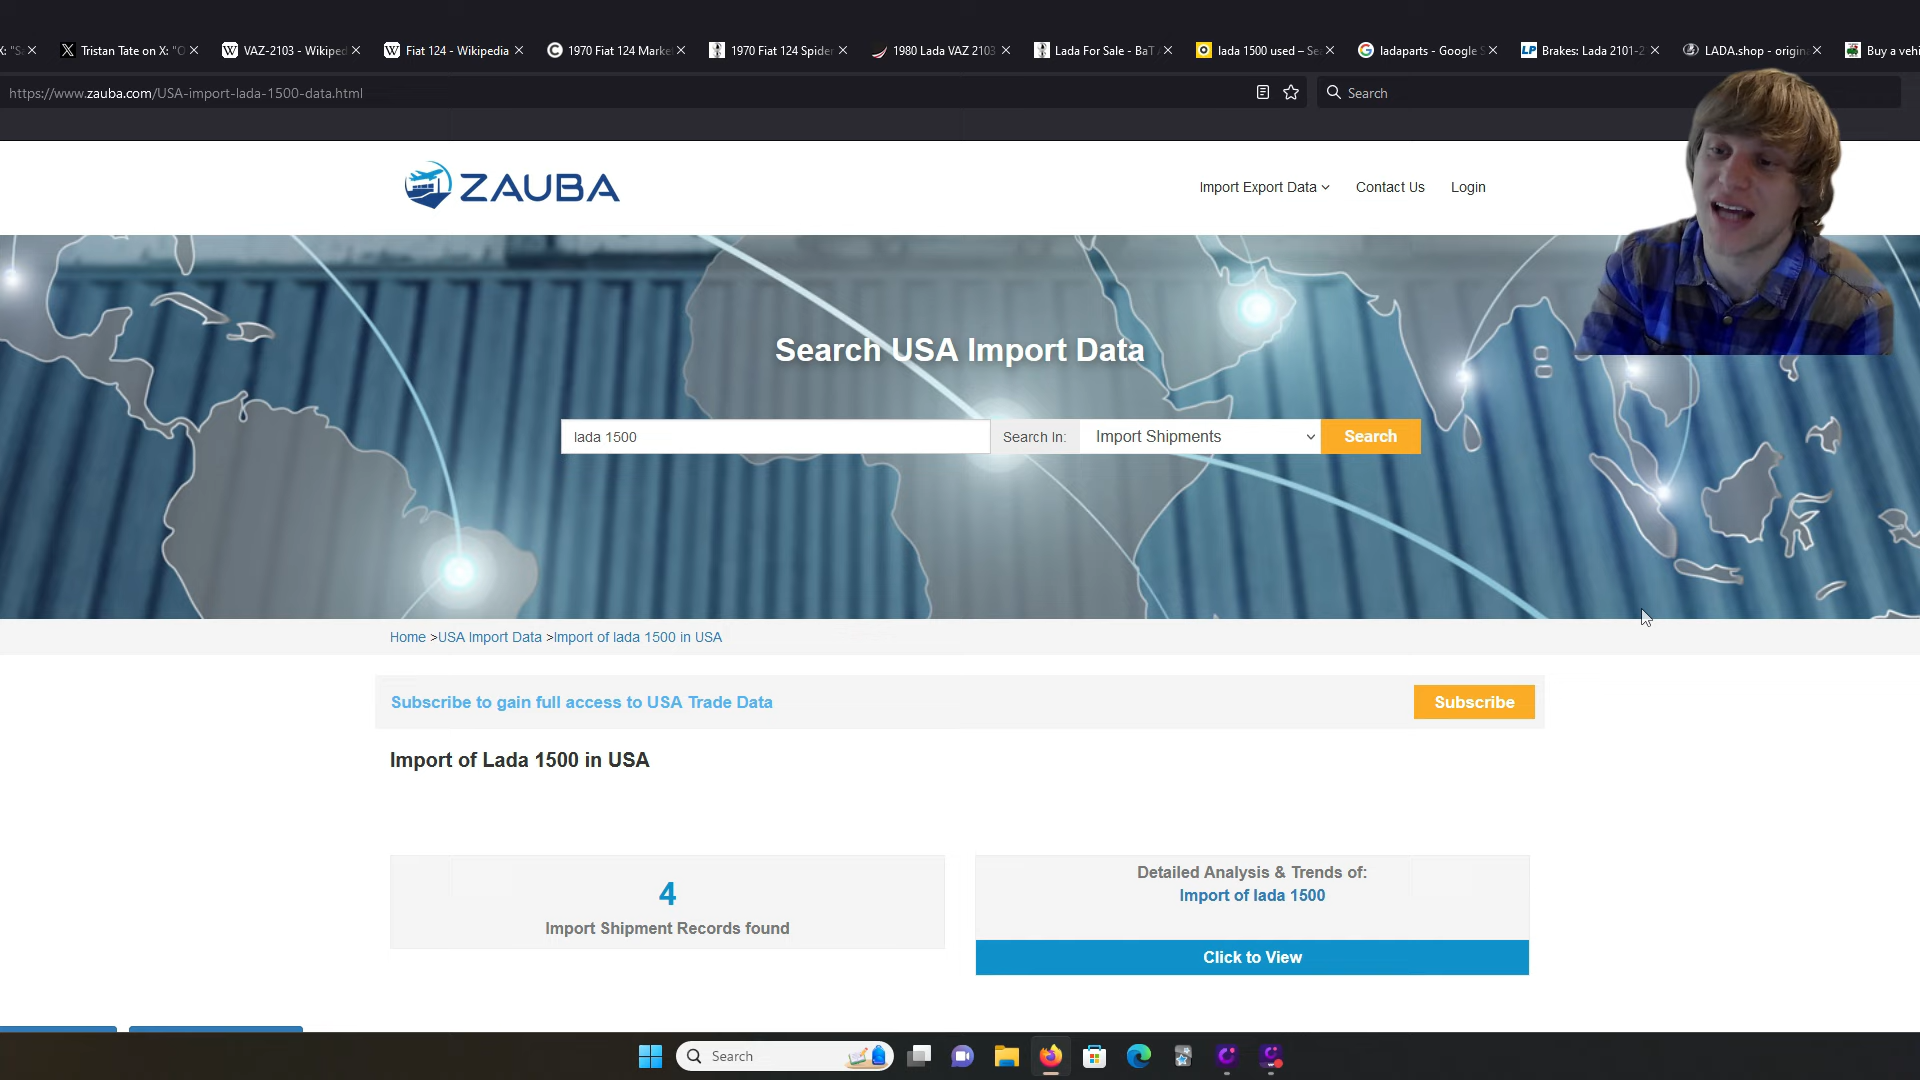 X: "S
Tristan Tate on X: "O
VAZ-2103 - Wikiped
Fiat 124 - Wikipedia
1970 Fiat 124 Marke
1970 Fiat 124 Spider
1980 Lada VAZ 2103
Lada For Sale - BaT A
lada 1500 used – Se
ladaparts - Google S
LP Brakes: Lada 2101-2
LADA.shop - origina
Buy a vehi
https://www.zauba.com/USA-import-lada-1500-data.html
Search
ZAUBA
Import Export Data
Contact Us
Login
Search USA Import Data
lada 1500
Search In:
Import Shipments
Search
Home >USA Import Data >Import of lada 1500 in USA
Subscribe to gain full access to USA Trade Data
Subscribe
Import of Lada 1500 in USA
4
Import Shipment Records found
Detailed Analysis & Trends of:
Import of lada 1500
Click to View
Search